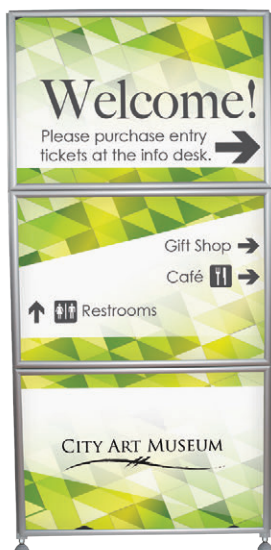 Welcome!
Please purchase entry
tickets at the info desk.
Gift Shop
Café
Restrooms
CITY ART MUSEUM